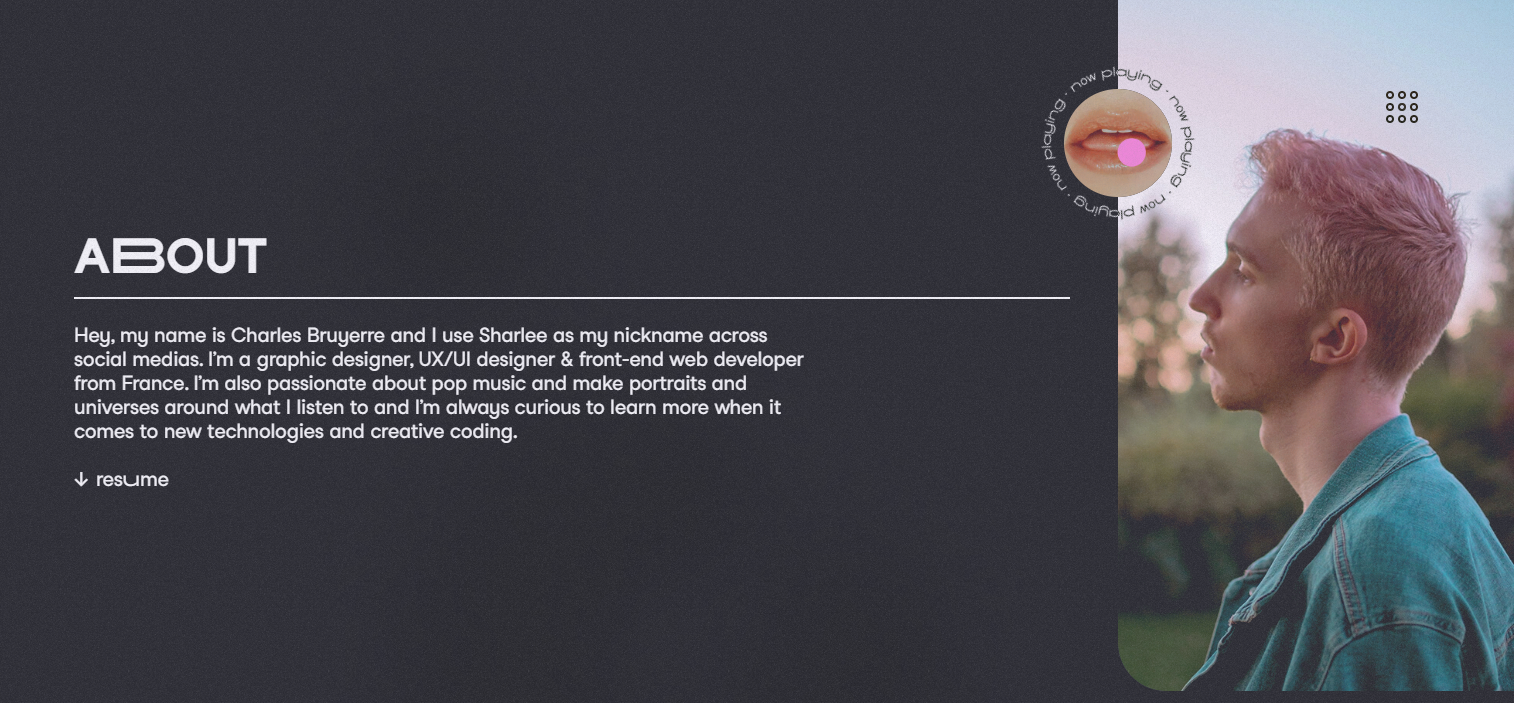 now playing · now playing · now playing · now playing ·
ABOUT
Hey, my name is Charles Bruyerre and I use Sharlee as my nickname across
social medias. I'm a graphic designer, UX/UI designer & front-end web developer
from France. I'm also passionate about pop music and make portraits and
universes around what I listen to and I'm always curious to learn more when it
comes to new technologies and creative coding.
↓ resume